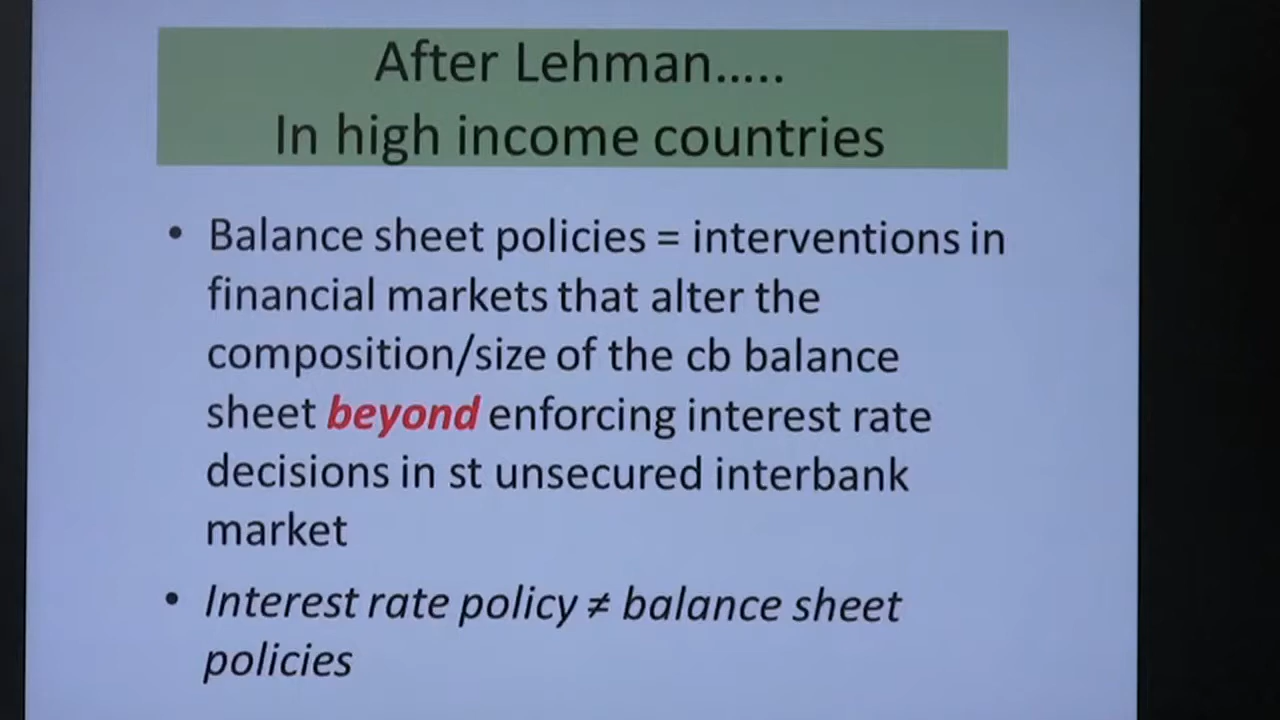 After Lehman.....
In high income countries
• Balance sheet policies = interventions in
financial markets that alter the
composition/size of the cb balance
sheet beyond enforcing interest rate
decisions in st unsecured interbank
market
• Interest rate policy ≠ balance sheet
policies